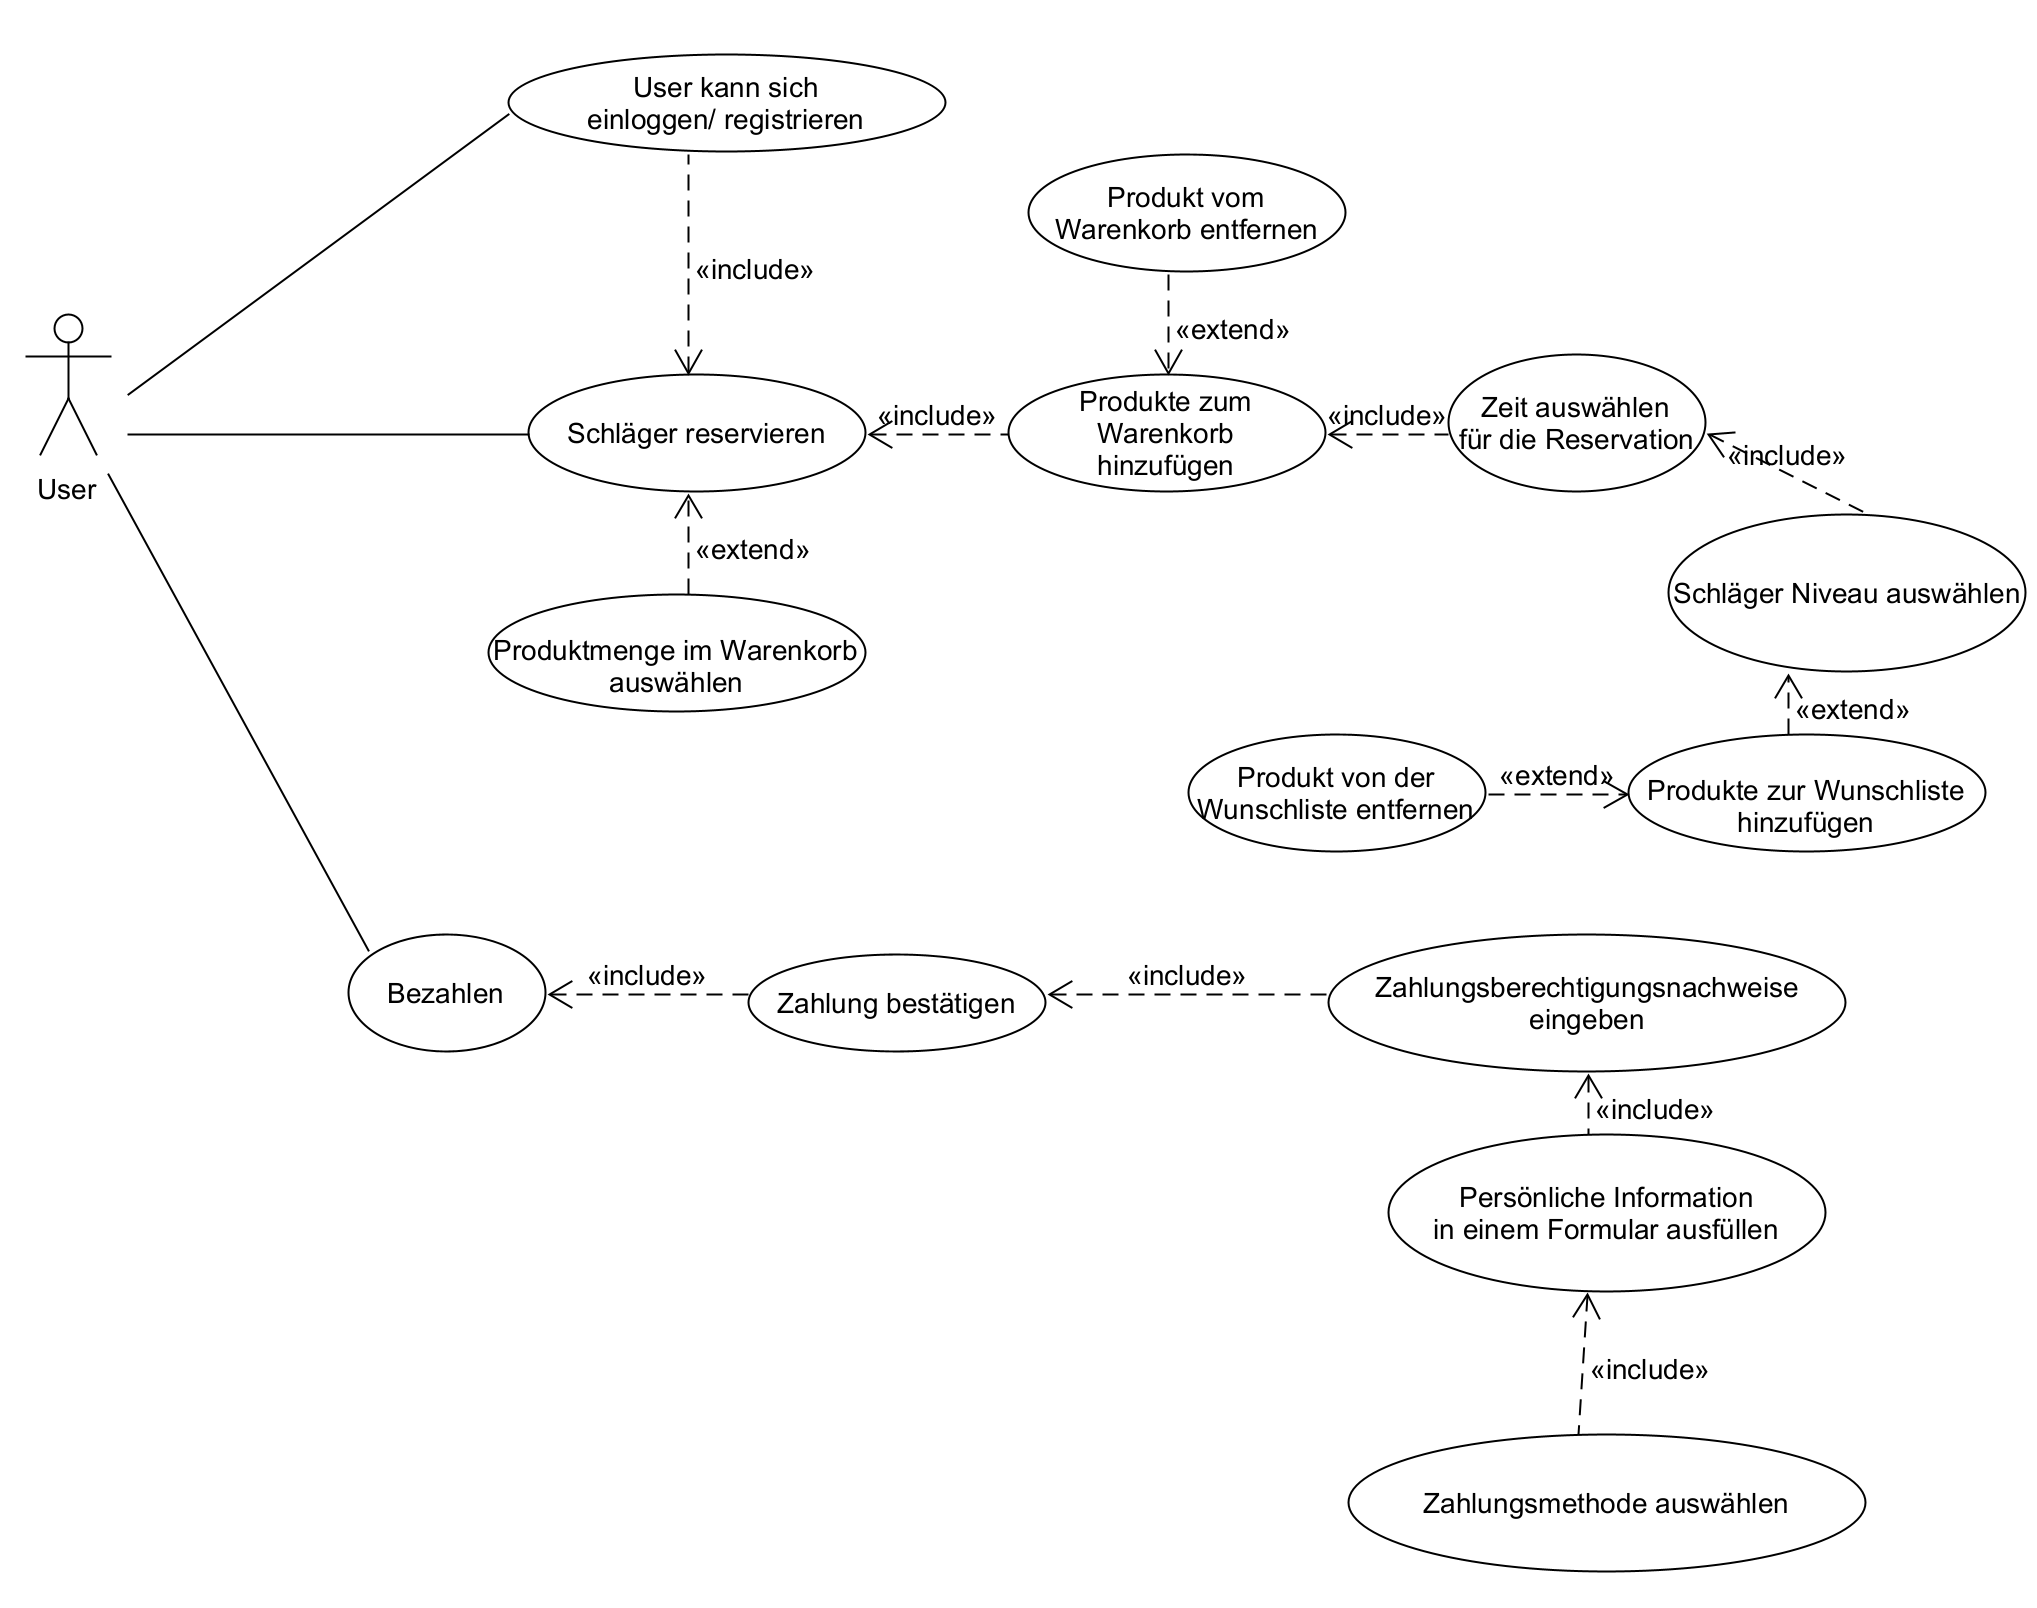 User kann sich
einloggen/ registrieren
Produkt vom
Warenkorb entfernen
«include»
«extend»
User
Schläger reservieren
«include»
Produkte zum
Warenkorb
hinzufügen
«include»
Zeit auswählen
für die Reservation
«include»
«extend»
Schläger Niveau auswählen
Produktmenge im Warenkorb
auswählen
«extend»
Produkt von der
Wunschliste entfernen
«extend»
Produkte zur Wunschliste
hinzufügen
Bezahlen
«include»
Zahlung bestätigen
«include»
Zahlungsberechtigungsnachweise
eingeben
«include»
Persönliche Information
in einem Formular ausfüllen
«include»
Zahlungsmethode auswählen